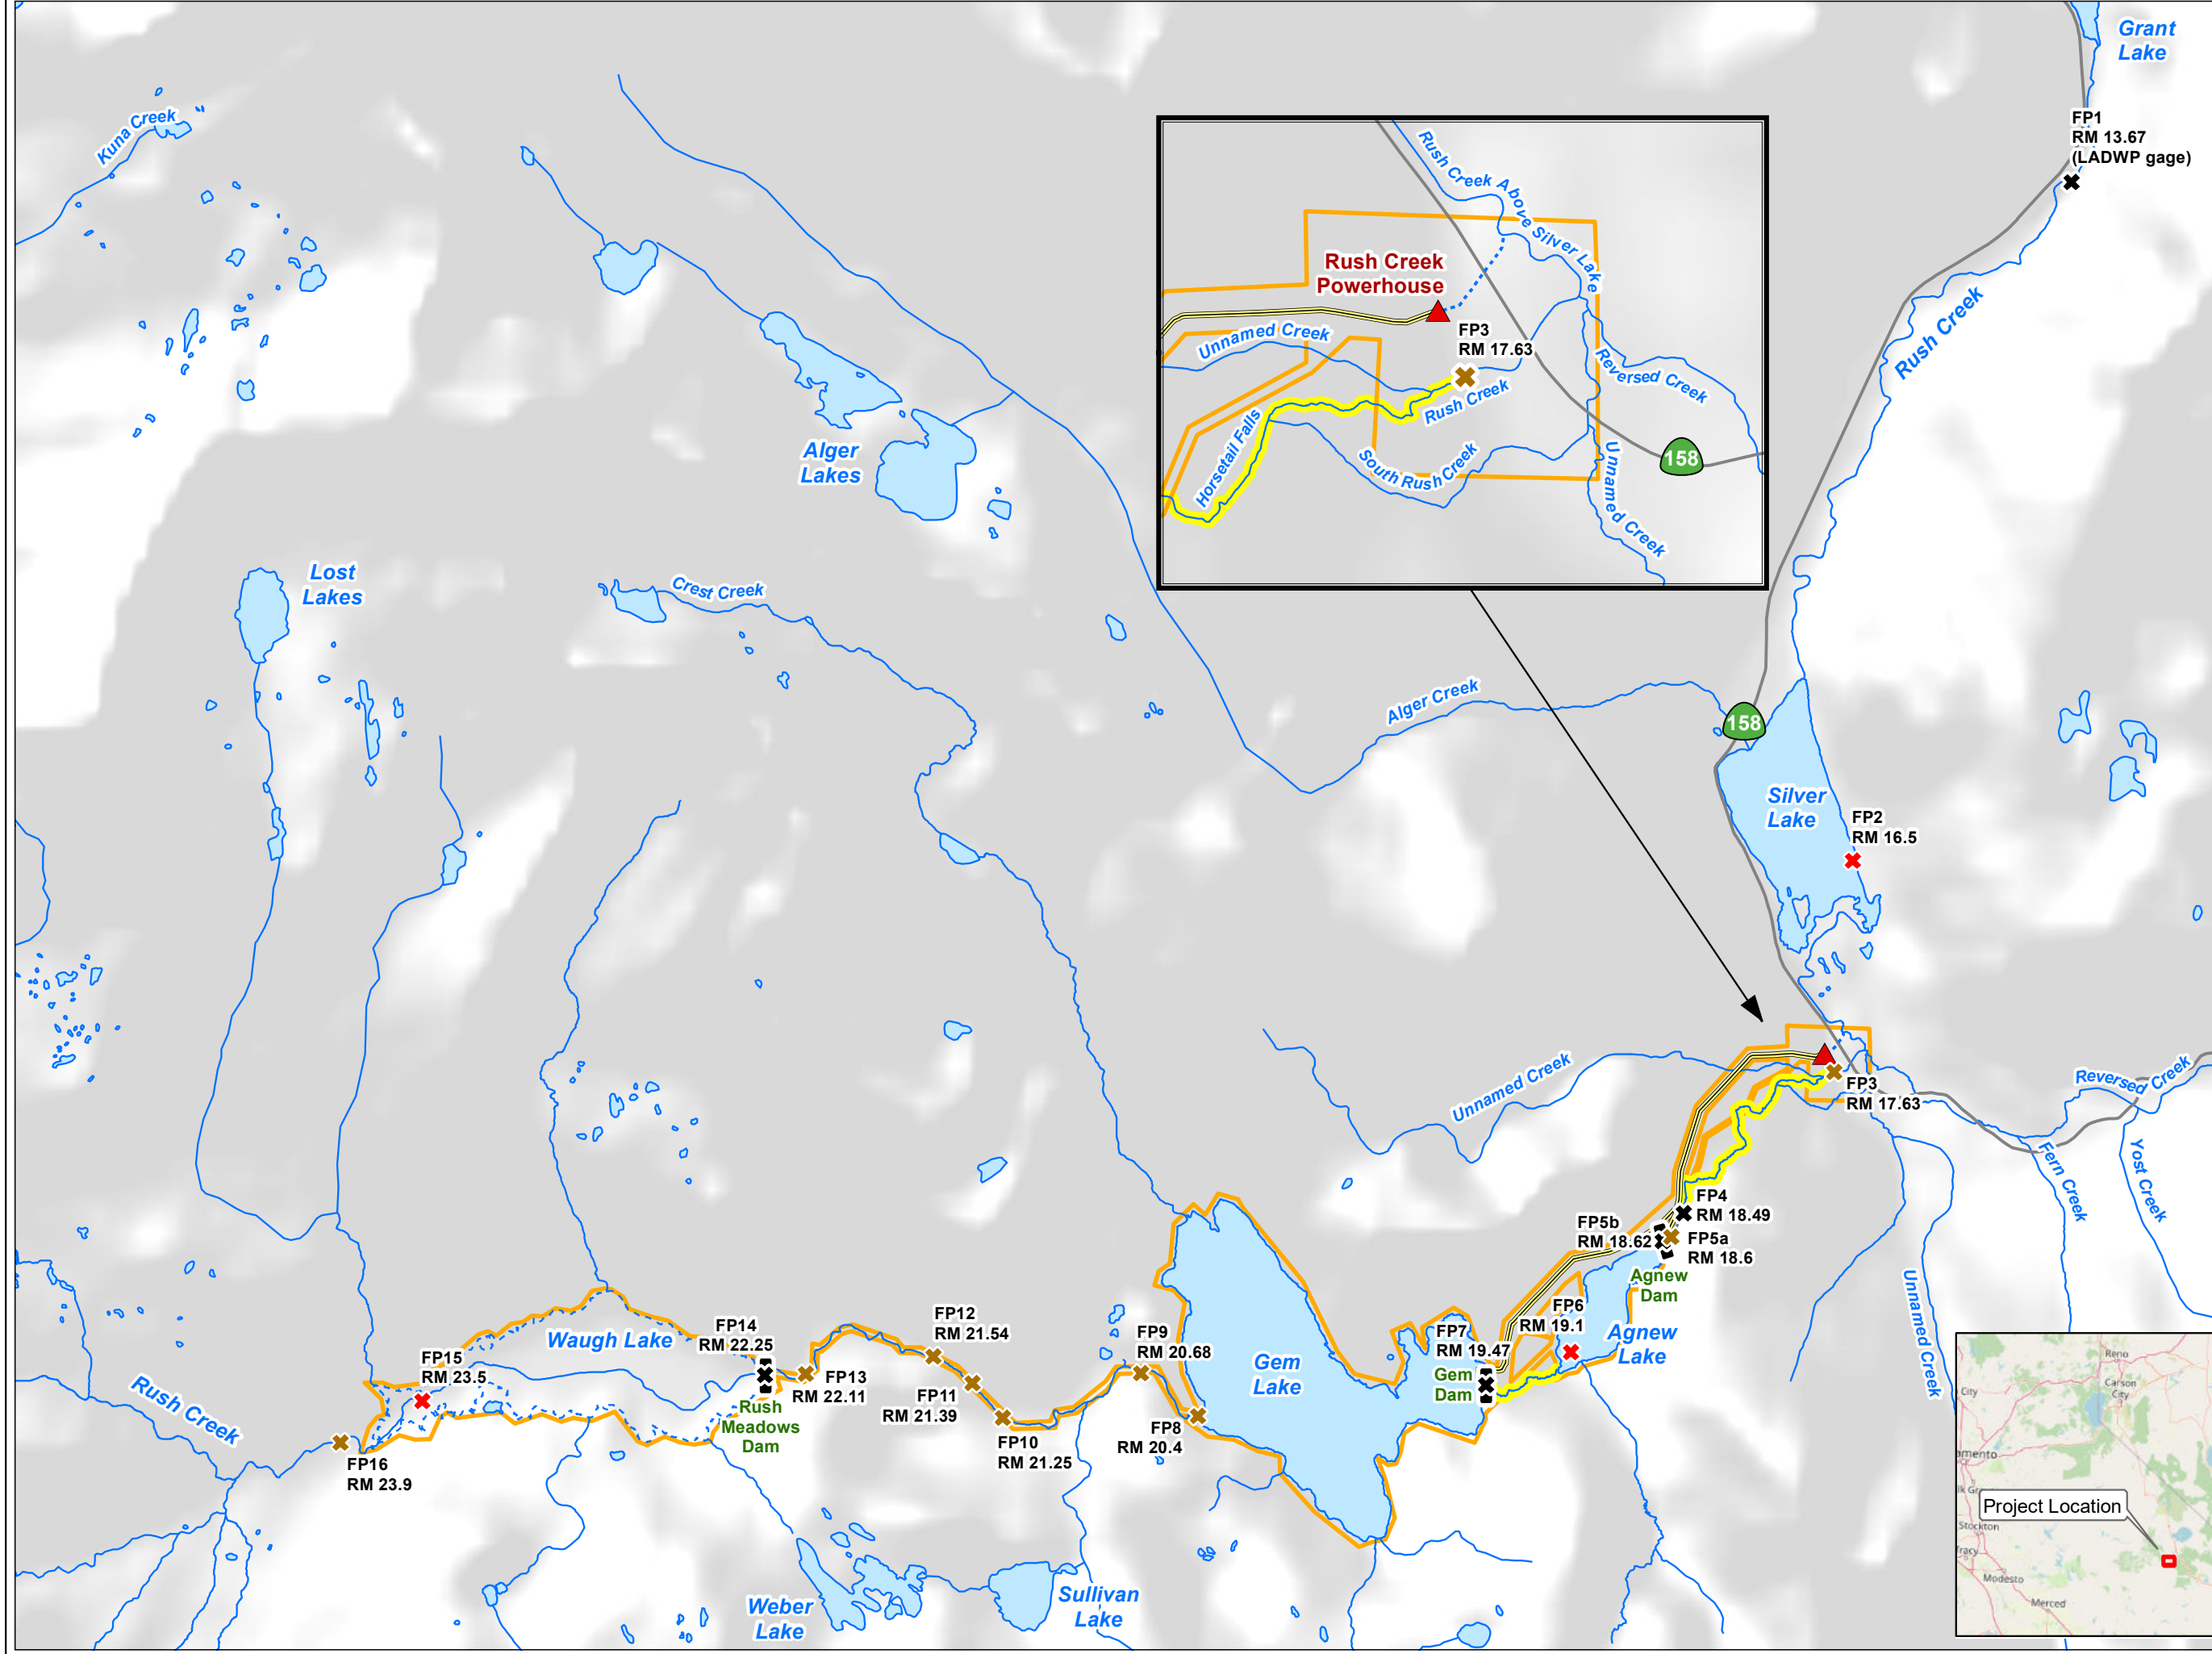 Grant
Lake
FP1
RM 13.67
(LADWP gage)
Kuna Creek
Rush Creek Above Silver Lake
Rush Creek
Powerhouse
FP3
RM 17.63
Unnamed Creek
Rush Creek
Reversed Creek
Horsetail Falls
South Rush Creek
Unnamed Creek
158
Rush Creek
Alger
Lakes
Lost
Lakes
Crest Creek
Alger Creek
158
Silver
Lake
FP2
RM 16.5
Unnamed Creek
FP3
RM 17.63
Reversed Creek
Fern Creek
Yost Creek
FP4
RM 18.49
FP5b
RM 18.62
FP5a
RM 18.6
Agnew
Dam
Unnamed Creek
FP6
RM 19.1
Agnew
Lake
FP7
RM 19.47
Gem
Dam
Gem
Lake
FP9
RM 20.68
FP8
RM 20.4
FP12
RM 21.54
FP11
RM 21.39
FP10
RM 21.25
FP14
RM 22.25
FP13
RM 22.11
Rush
Meadows
Dam
Waugh Lake
FP15
RM 23.5
Rush Creek
FP16
RM 23.9
Weber
Lake
Sullivan
Lake
Reno
Carson
City
City
amento
Stockton
Tracy
Modesto
Merced
Project Location